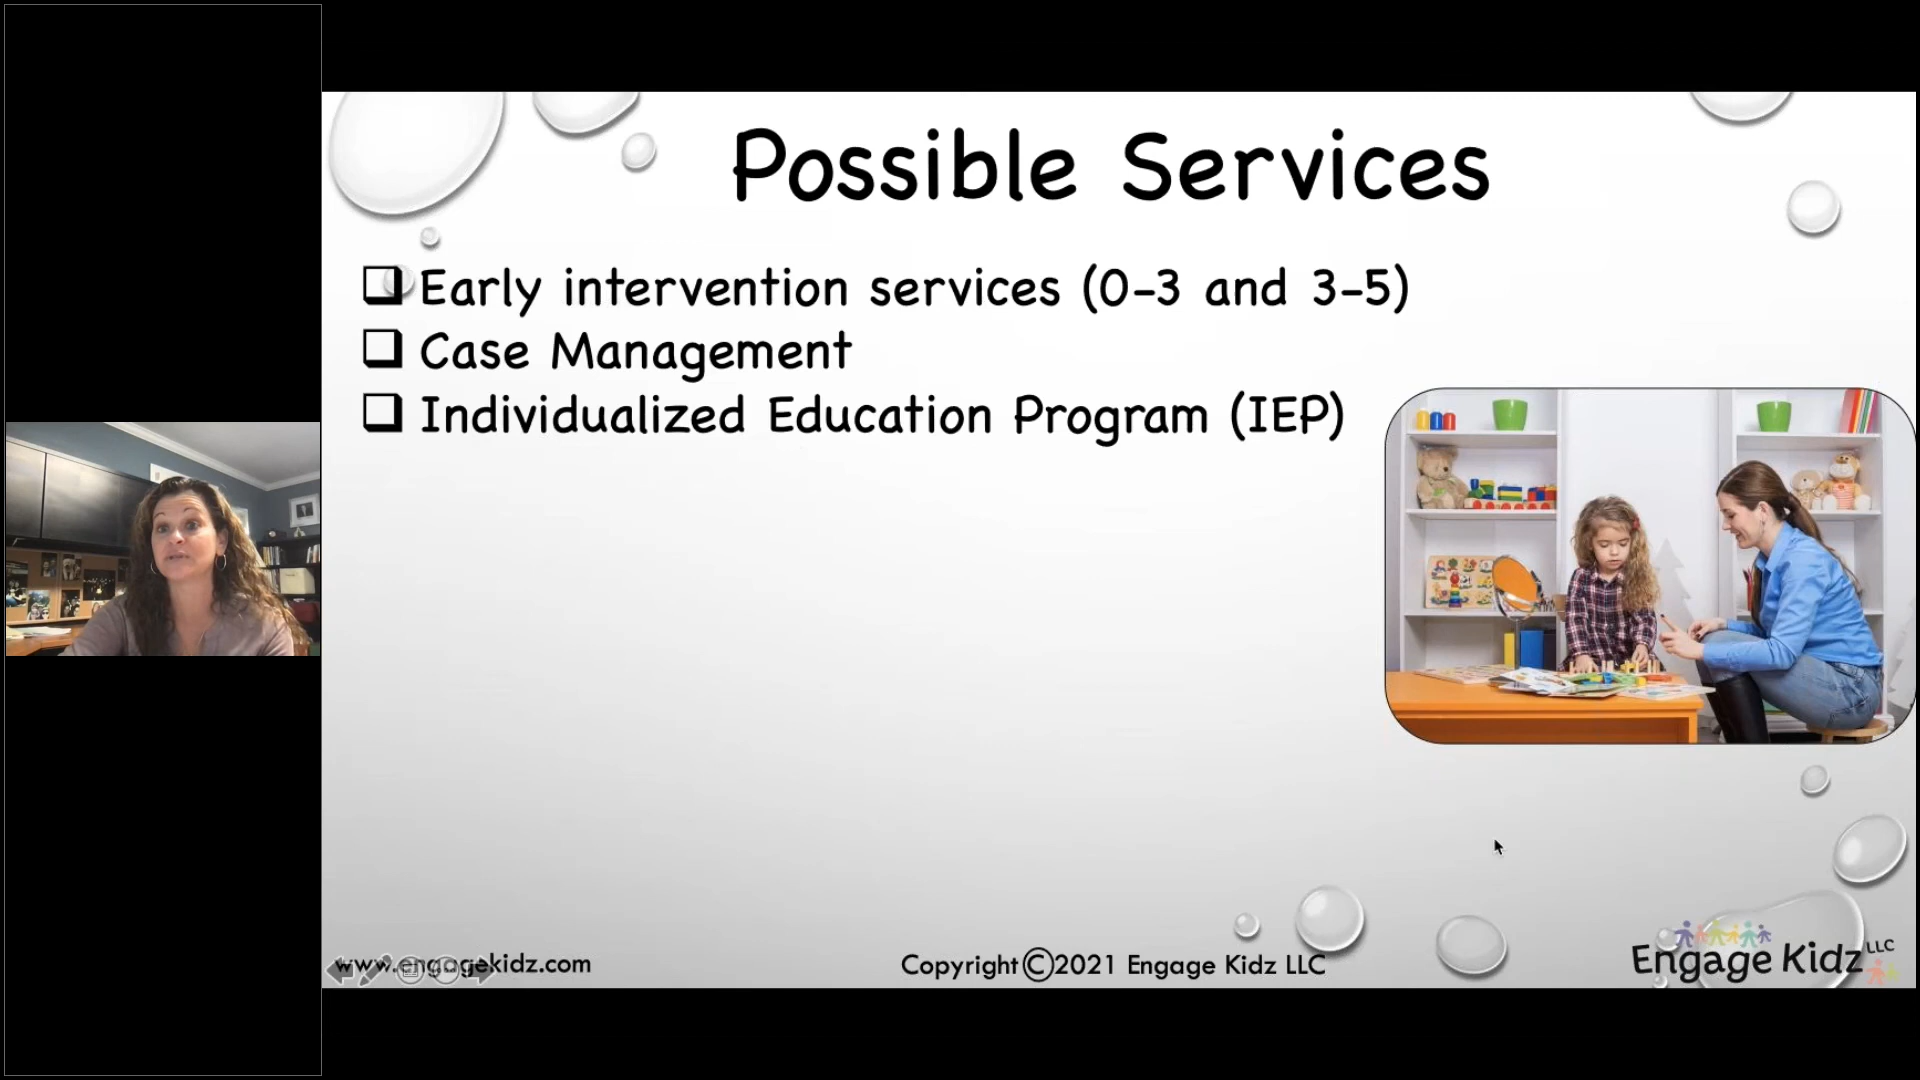 Possible Services
Early intervention services (0-3 and 3-5)
Case Management
Individualized Education Program (IEP)
www.engagekidz.com
Copyright©2021 Engage Kidz LLC
Engage Kidz LLC